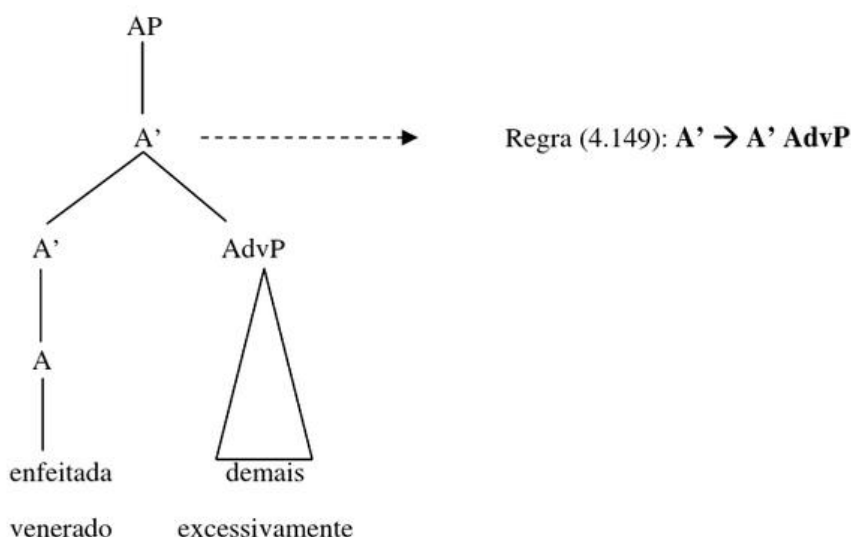 AP
A’ Regra (4.149): A’ → A’ AdvP
A’ AdvP
A
enfeitada demais
venerado excessivamente